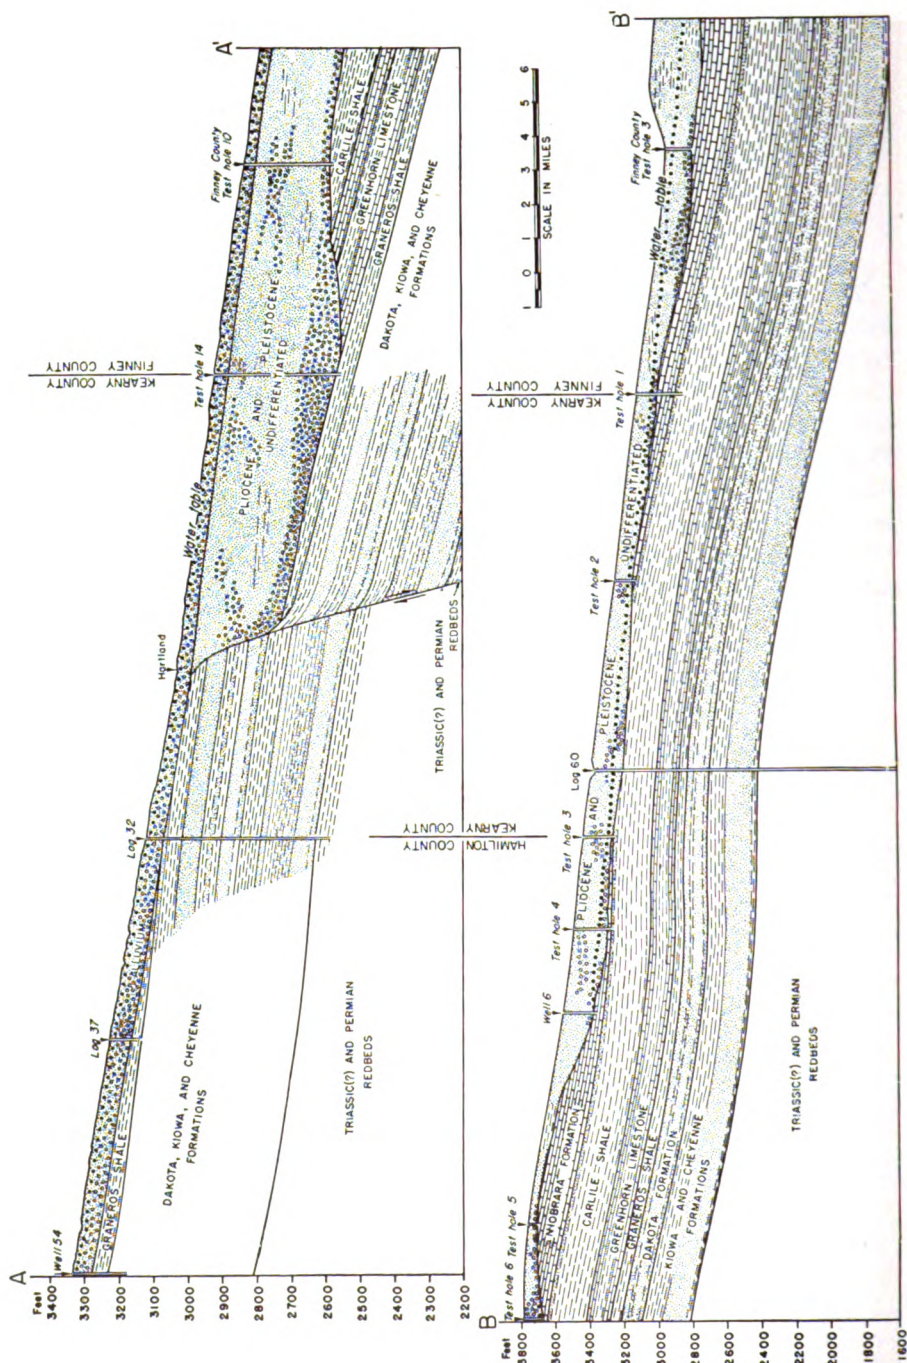 A
A'
Feet
3400
3300
3200
3100
3000
2900
2800
2700
2600
2500
2400
2300
2200
Well 54
Log 37
Log 32
Hartland
Water table
Test hole 14
Finney County
Test hole 10
HAMILTON COUNTY
KEARNY COUNTY
KEARNY COUNTY
FINNEY COUNTY
GRANEROS SHALE
DAKOTA, KIOWA, AND CHEYENNE
FORMATIONS
TRIASSIC(?) AND PERMIAN
REDBEDS
TRIASSIC(?) AND PERMIAN
REDBEDS
PLIOCENE AND PLEISTOCENE
UNDIFFERENTIATED
CARLILE SHALE
GREENHORN LIMESTONE
GRANEROS SHALE
DAKOTA, KIOWA, AND CHEYENNE
FORMATIONS
1 0 1 2 3 4 5 6
SCALE IN MILES
B
B'
Feet
3800
3600
3400
3200
3000
2800
2600
2400
2200
2000
1800
1600
Test hole 6
Test hole 5
Well 6
Test hole 4
Test hole 3
Log 60
Test hole 2
Test hole 1
Water table
Finney County
Test hole 3
KEARNY COUNTY
FINNEY COUNTY
PLIOCENE AND PLEISTOCENE UNDIFFERENTIATED
NIOBRARA FORMATION
CARLILE SHALE
GREENHORN LIMESTONE
GRANEROS SHALE
DAKOTA FORMATION
KIOWA AND CHEYENNE
FORMATIONS
TRIASSIC(?) AND PERMIAN
REDBEDS